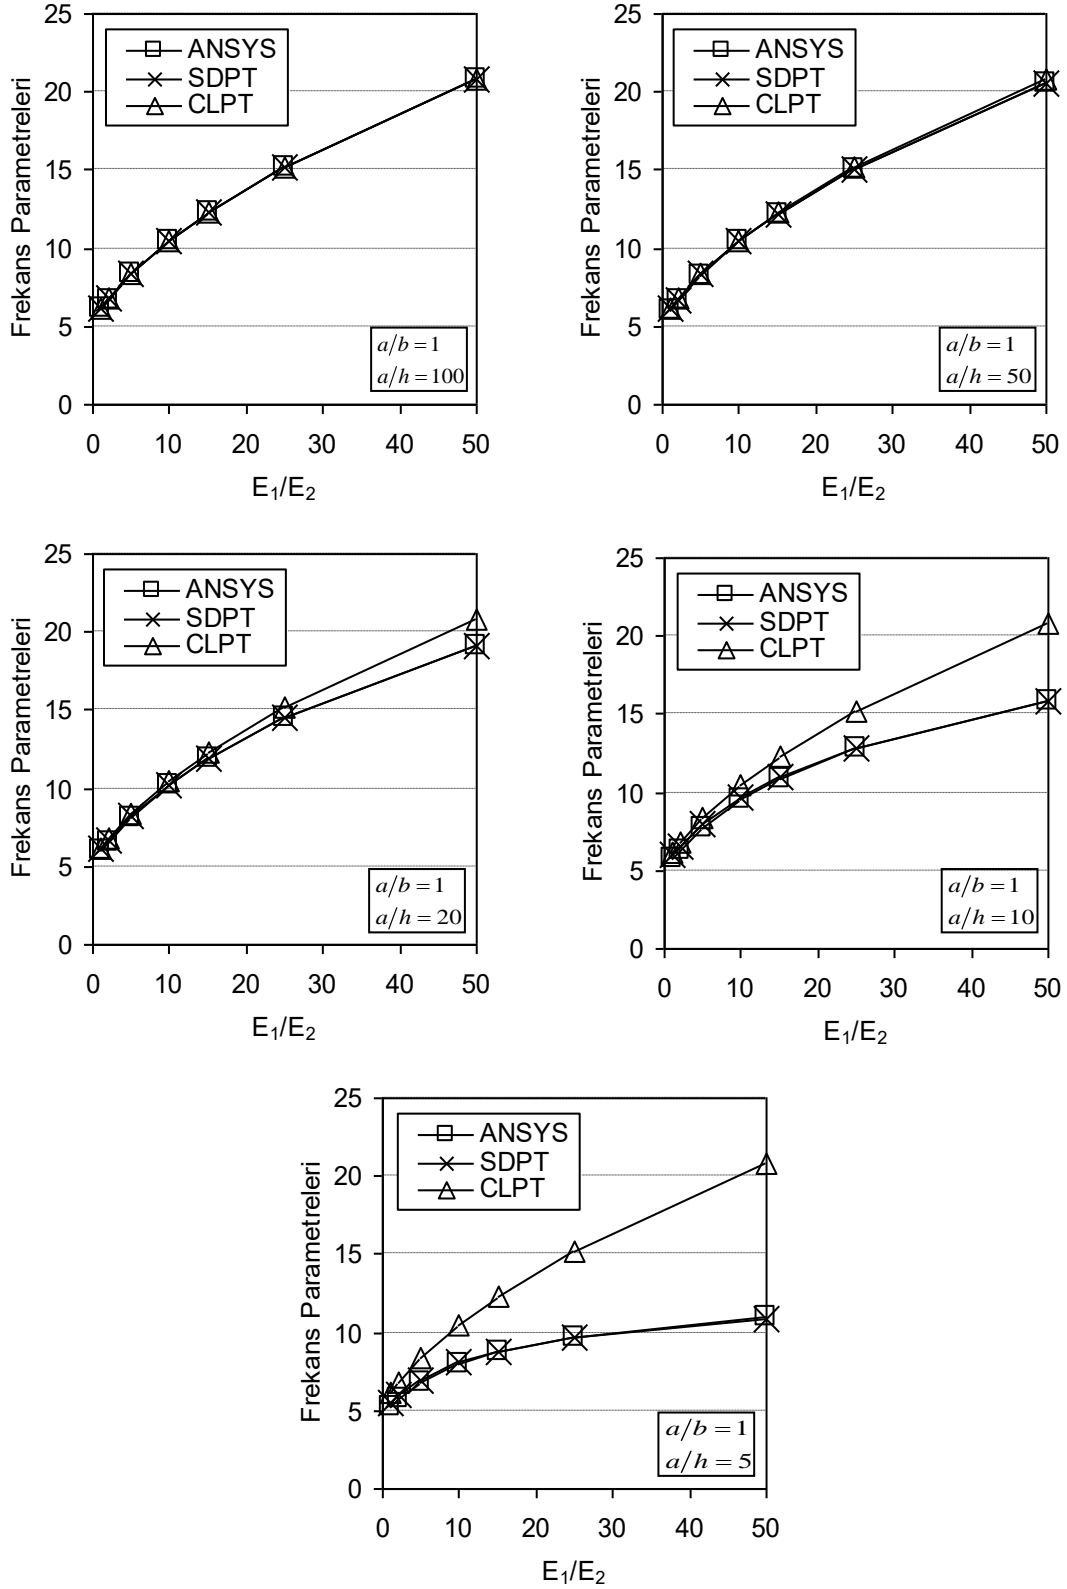 25
20
15
10
5
0
Frekans Parametreleri
ANSYS
SDPT
CLPT
a/b = 1
a/h = 100
0 10 20 30 40 50
E₁/E₂
25
20
15
10
5
0
Frekans Parametreleri
ANSYS
SDPT
CLPT
a/b = 1
a/h = 50
0 10 20 30 40 50
E₁/E₂
25
20
15
10
5
0
Frekans Parametreleri
ANSYS
SDPT
CLPT
a/b = 1
a/h = 20
0 10 20 30 40 50
E₁/E₂
25
20
15
10
5
0
Frekans Parametreleri
ANSYS
SDPT
CLPT
a/b = 1
a/h = 10
0 10 20 30 40 50
E₁/E₂
25
20
15
10
5
0
Frekans Parametreleri
ANSYS
SDPT
CLPT
a/b = 1
a/h = 5
0 10 20 30 40 50
E₁/E₂